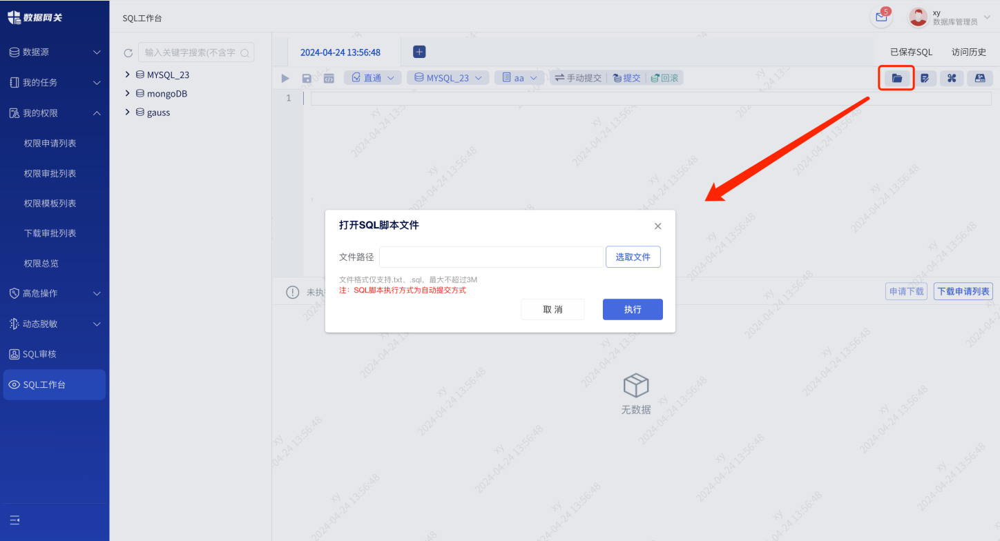 数据网关
SQL工作台
5
xy
数据库管理员
数据源
我的任务
我的权限
权限申请列表
权限审批列表
权限模板列表
下载审批列表
权限总览
高危操作
动态脱敏
SQL审核
SQL工作台
输入关键字搜索(不含字
MYSQL_23
mongoDB
gauss
2024-04-24 13:56:48
已保存SQL 访问历史
直通 MYSQL_23 aa 手动提交 提交 回滚
1
打开SQL脚本文件
文件路径 选取文件
文件格式仅支持.txt、.sql，最大不超过3M
注：SQL脚本执行方式为自动提交方式
取 消 执行
未执
申请下载 下载申请列表
无数据
xy
2024-04-24 13:56:48